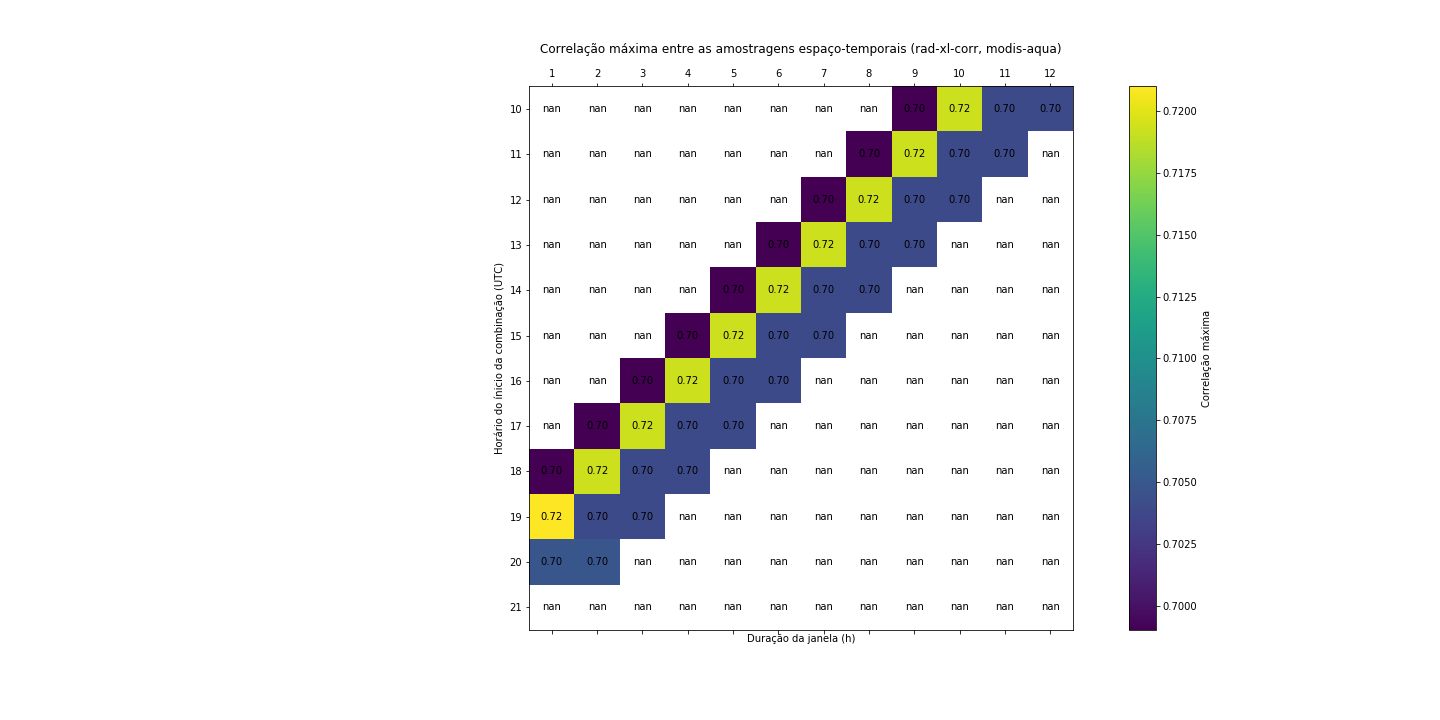 Correlação máxima entre as amostragens espaço-temporais (rad-xl-corr, modis-aqua)
1 2 3 4 5 6 7 8 9 10 11 12
10 nan nan nan nan nan nan nan nan 0.70 0.72 0.70 0.70
11 nan nan nan nan nan nan nan 0.70 0.72 0.70 0.70 nan
12 nan nan nan nan nan nan 0.70 0.72 0.70 0.70 nan nan
13 nan nan nan nan nan 0.70 0.72 0.70 0.70 nan nan nan
14 nan nan nan nan 0.70 0.72 0.70 0.70 nan nan nan nan
15 nan nan nan 0.70 0.72 0.70 0.70 nan nan nan nan nan
16 nan nan 0.70 0.72 0.70 0.70 nan nan nan nan nan nan
17 nan 0.70 0.72 0.70 0.70 nan nan nan nan nan nan nan
18 0.70 0.72 0.70 0.70 nan nan nan nan nan nan nan nan
19 0.72 0.70 0.70 nan nan nan nan nan nan nan nan nan
20 0.70 0.70 nan nan nan nan nan nan nan nan nan nan
21 nan nan nan nan nan nan nan nan nan nan nan nan
Horário do ínicio da combinação (UTC)
Duração da janela (h)
0.7200
0.7175
0.7150
0.7125
0.7100
0.7075
0.7050
0.7025
0.7000
Correlação máxima